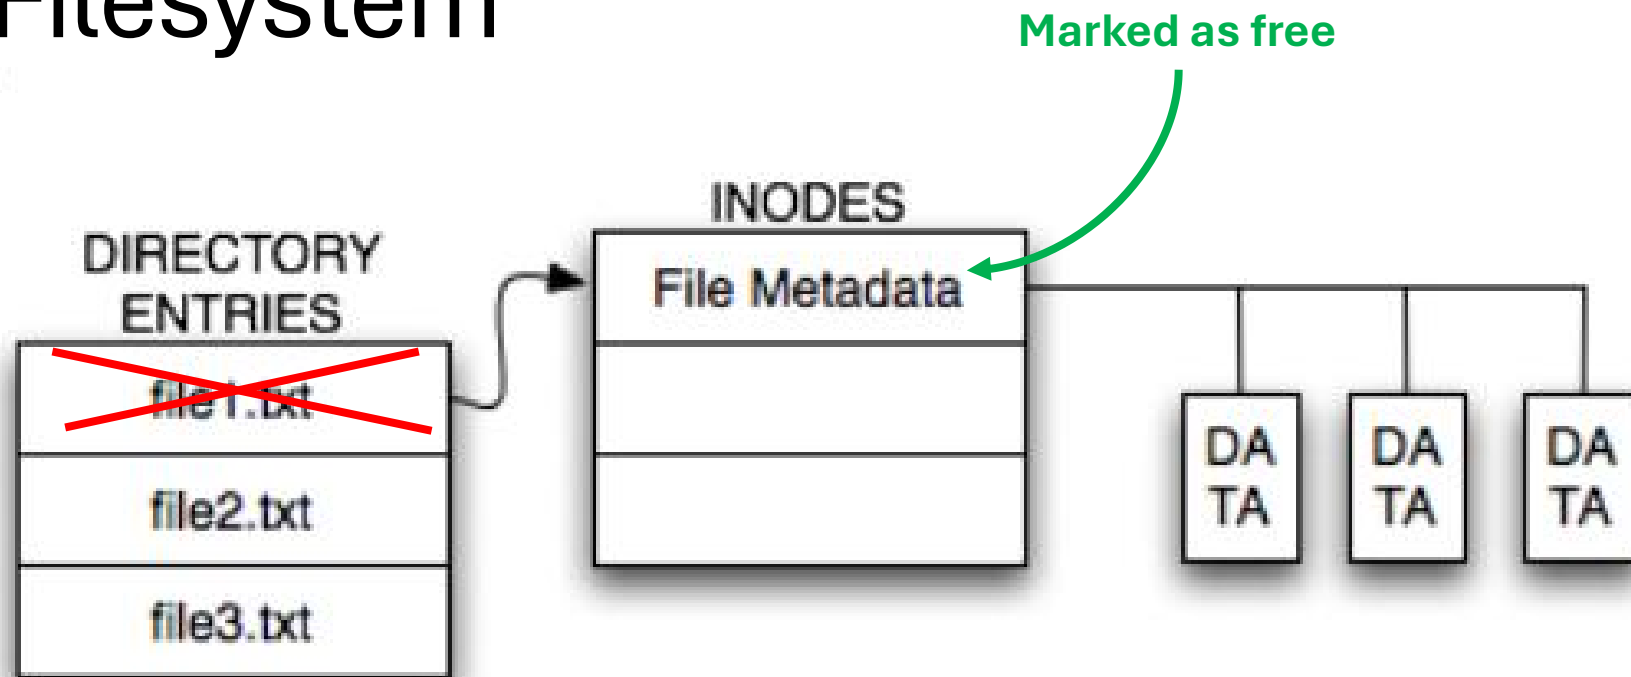 Filesystem
Marked as free
INODES
File Metadata
DIRECTORY
ENTRIES
file1.txt
file2.txt
file3.txt
DA
TA
DA
TA
DA
TA